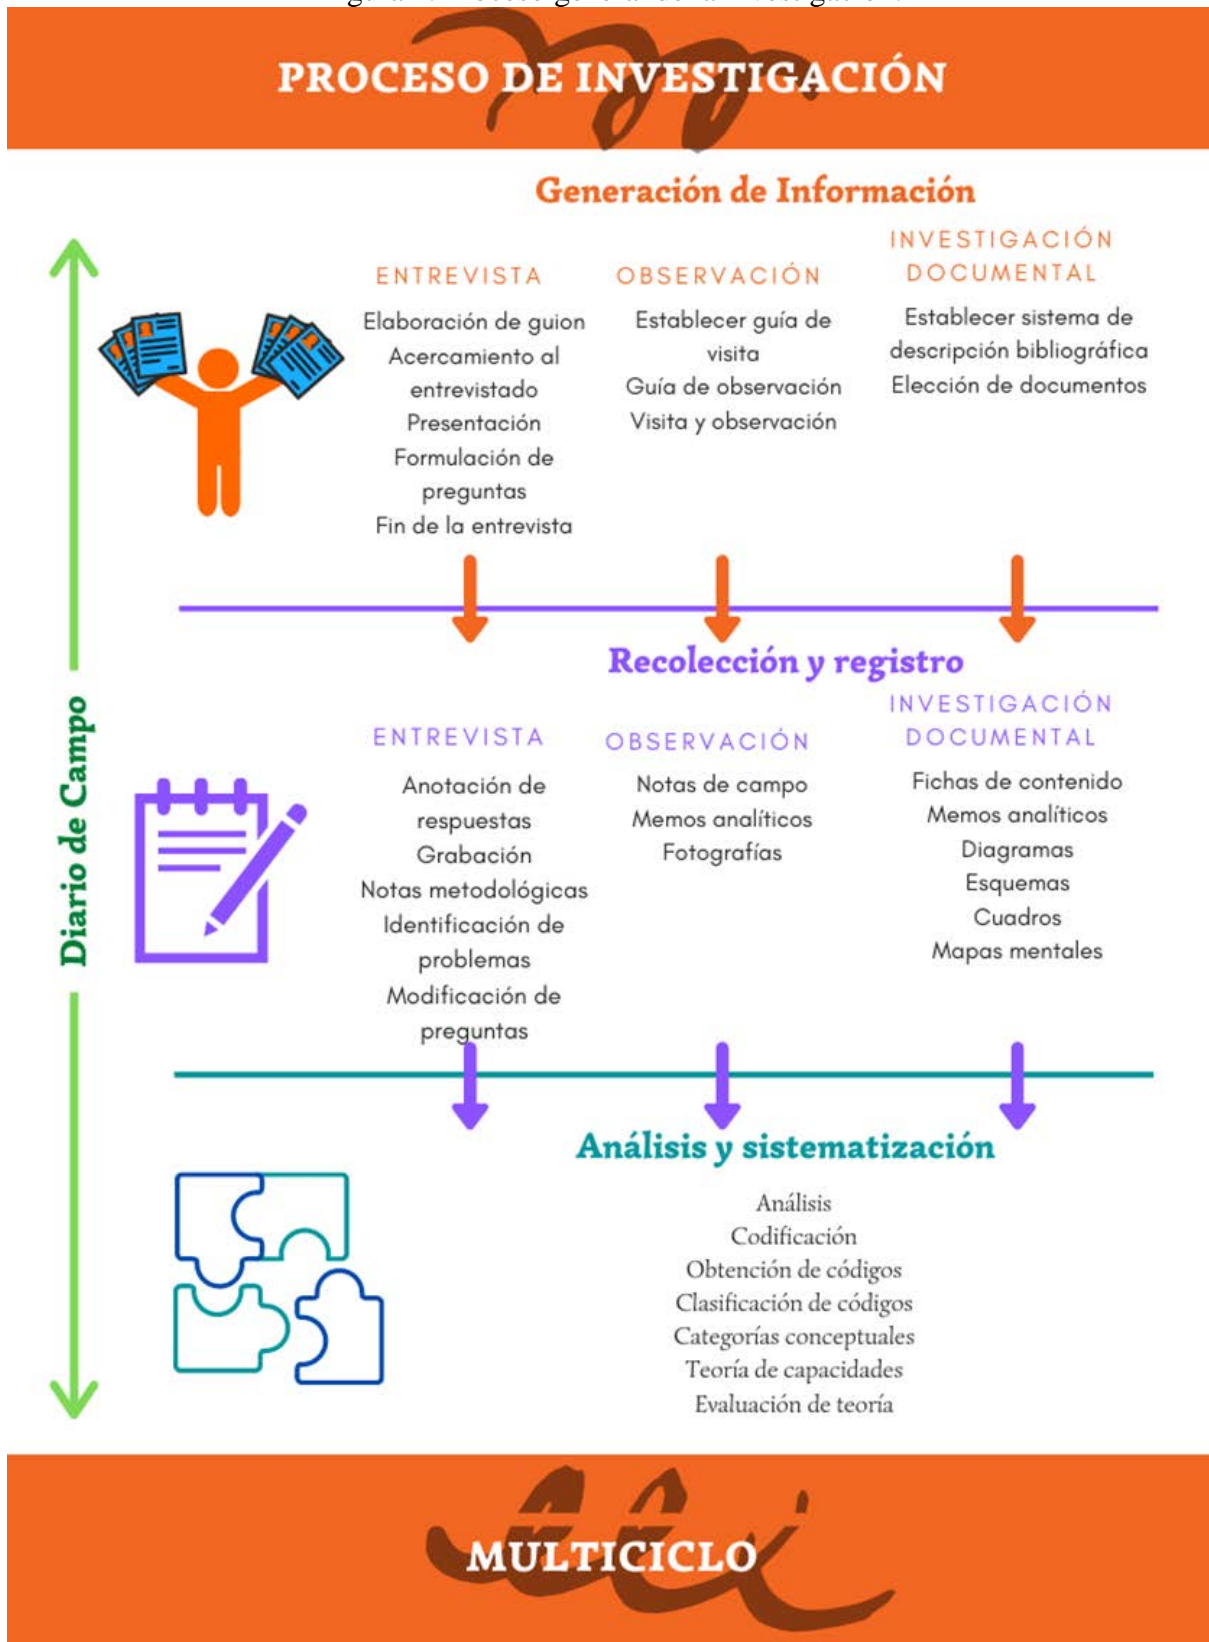 PROCESO DE INVESTIGACIÓN
Generación de Información
ENTREVISTA
Elaboración de guion
Acercamiento al
entrevistado
Presentación
Formulación de
preguntas
Fin de la entrevista
OBSERVACIÓN
Establecer guía de
visita
Guía de observación
Visita y observación
INVESTIGACIÓN
DOCUMENTAL
Establecer sistema de
descripción bibliográfica
Elección de documentos
Diario de Campo
Recolección y registro
ENTREVISTA
Anotación de
respuestas
Grabación
Notas metodológicas
Identificación de
problemas
Modificación de
preguntas
OBSERVACIÓN
Notas de campo
Memos analíticos
Fotografías
INVESTIGACIÓN
DOCUMENTAL
Fichas de contenido
Memos analíticos
Diagramas
Esquemas
Cuadros
Mapas mentales
Análisis y sistematización
Análisis
Codificación
Obtención de códigos
Clasificación de códigos
Categorías conceptuales
Teoría de capacidades
Evaluación de teoría
MULTICICLO